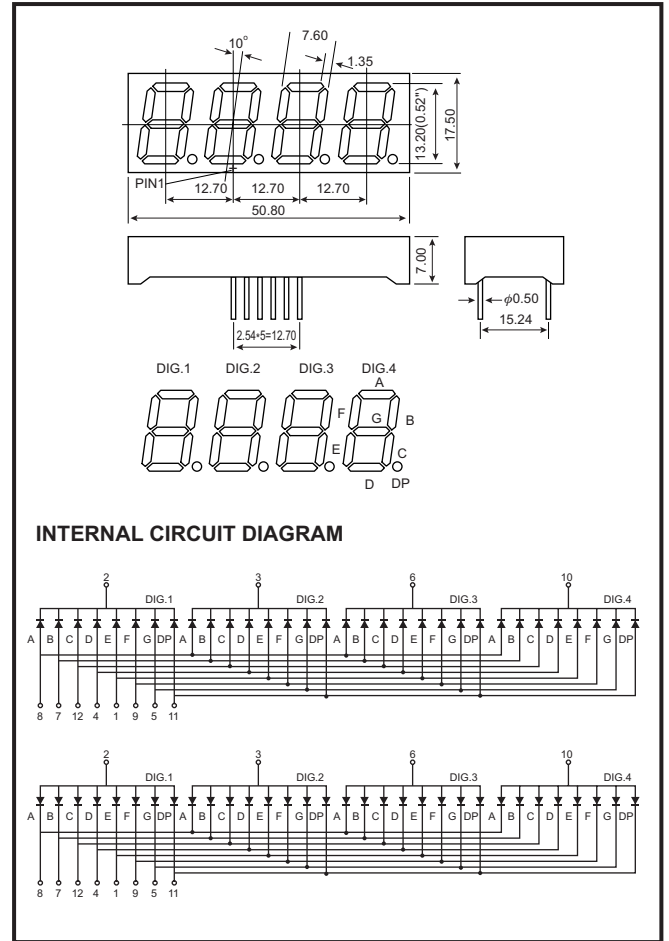 10°
7.60
1.35
13.20(0.52")
17.50
PIN1
12.70 12.70 12.70
50.80
7.00
ϕ0.50
15.24
2.54*5=12.70
DIG.1 DIG.2 DIG.3 DIG.4
A
F G B
E C
D DP
INTERNAL CIRCUIT DIAGRAM
2 3 6 10
DIG.1 DIG.2 DIG.3 DIG.4
A B C D E F G DP A B C D E F G DP A B C D E F G DP A B C D E F G DP
8 7 12 4 1 9 5 11
2 3 6 10
DIG.1 DIG.2 DIG.3 DIG.4
A B C D E F G DP A B C D E F G DP A B C D E F G DP A B C D E F G DP
8 7 12 4 1 9 5 11